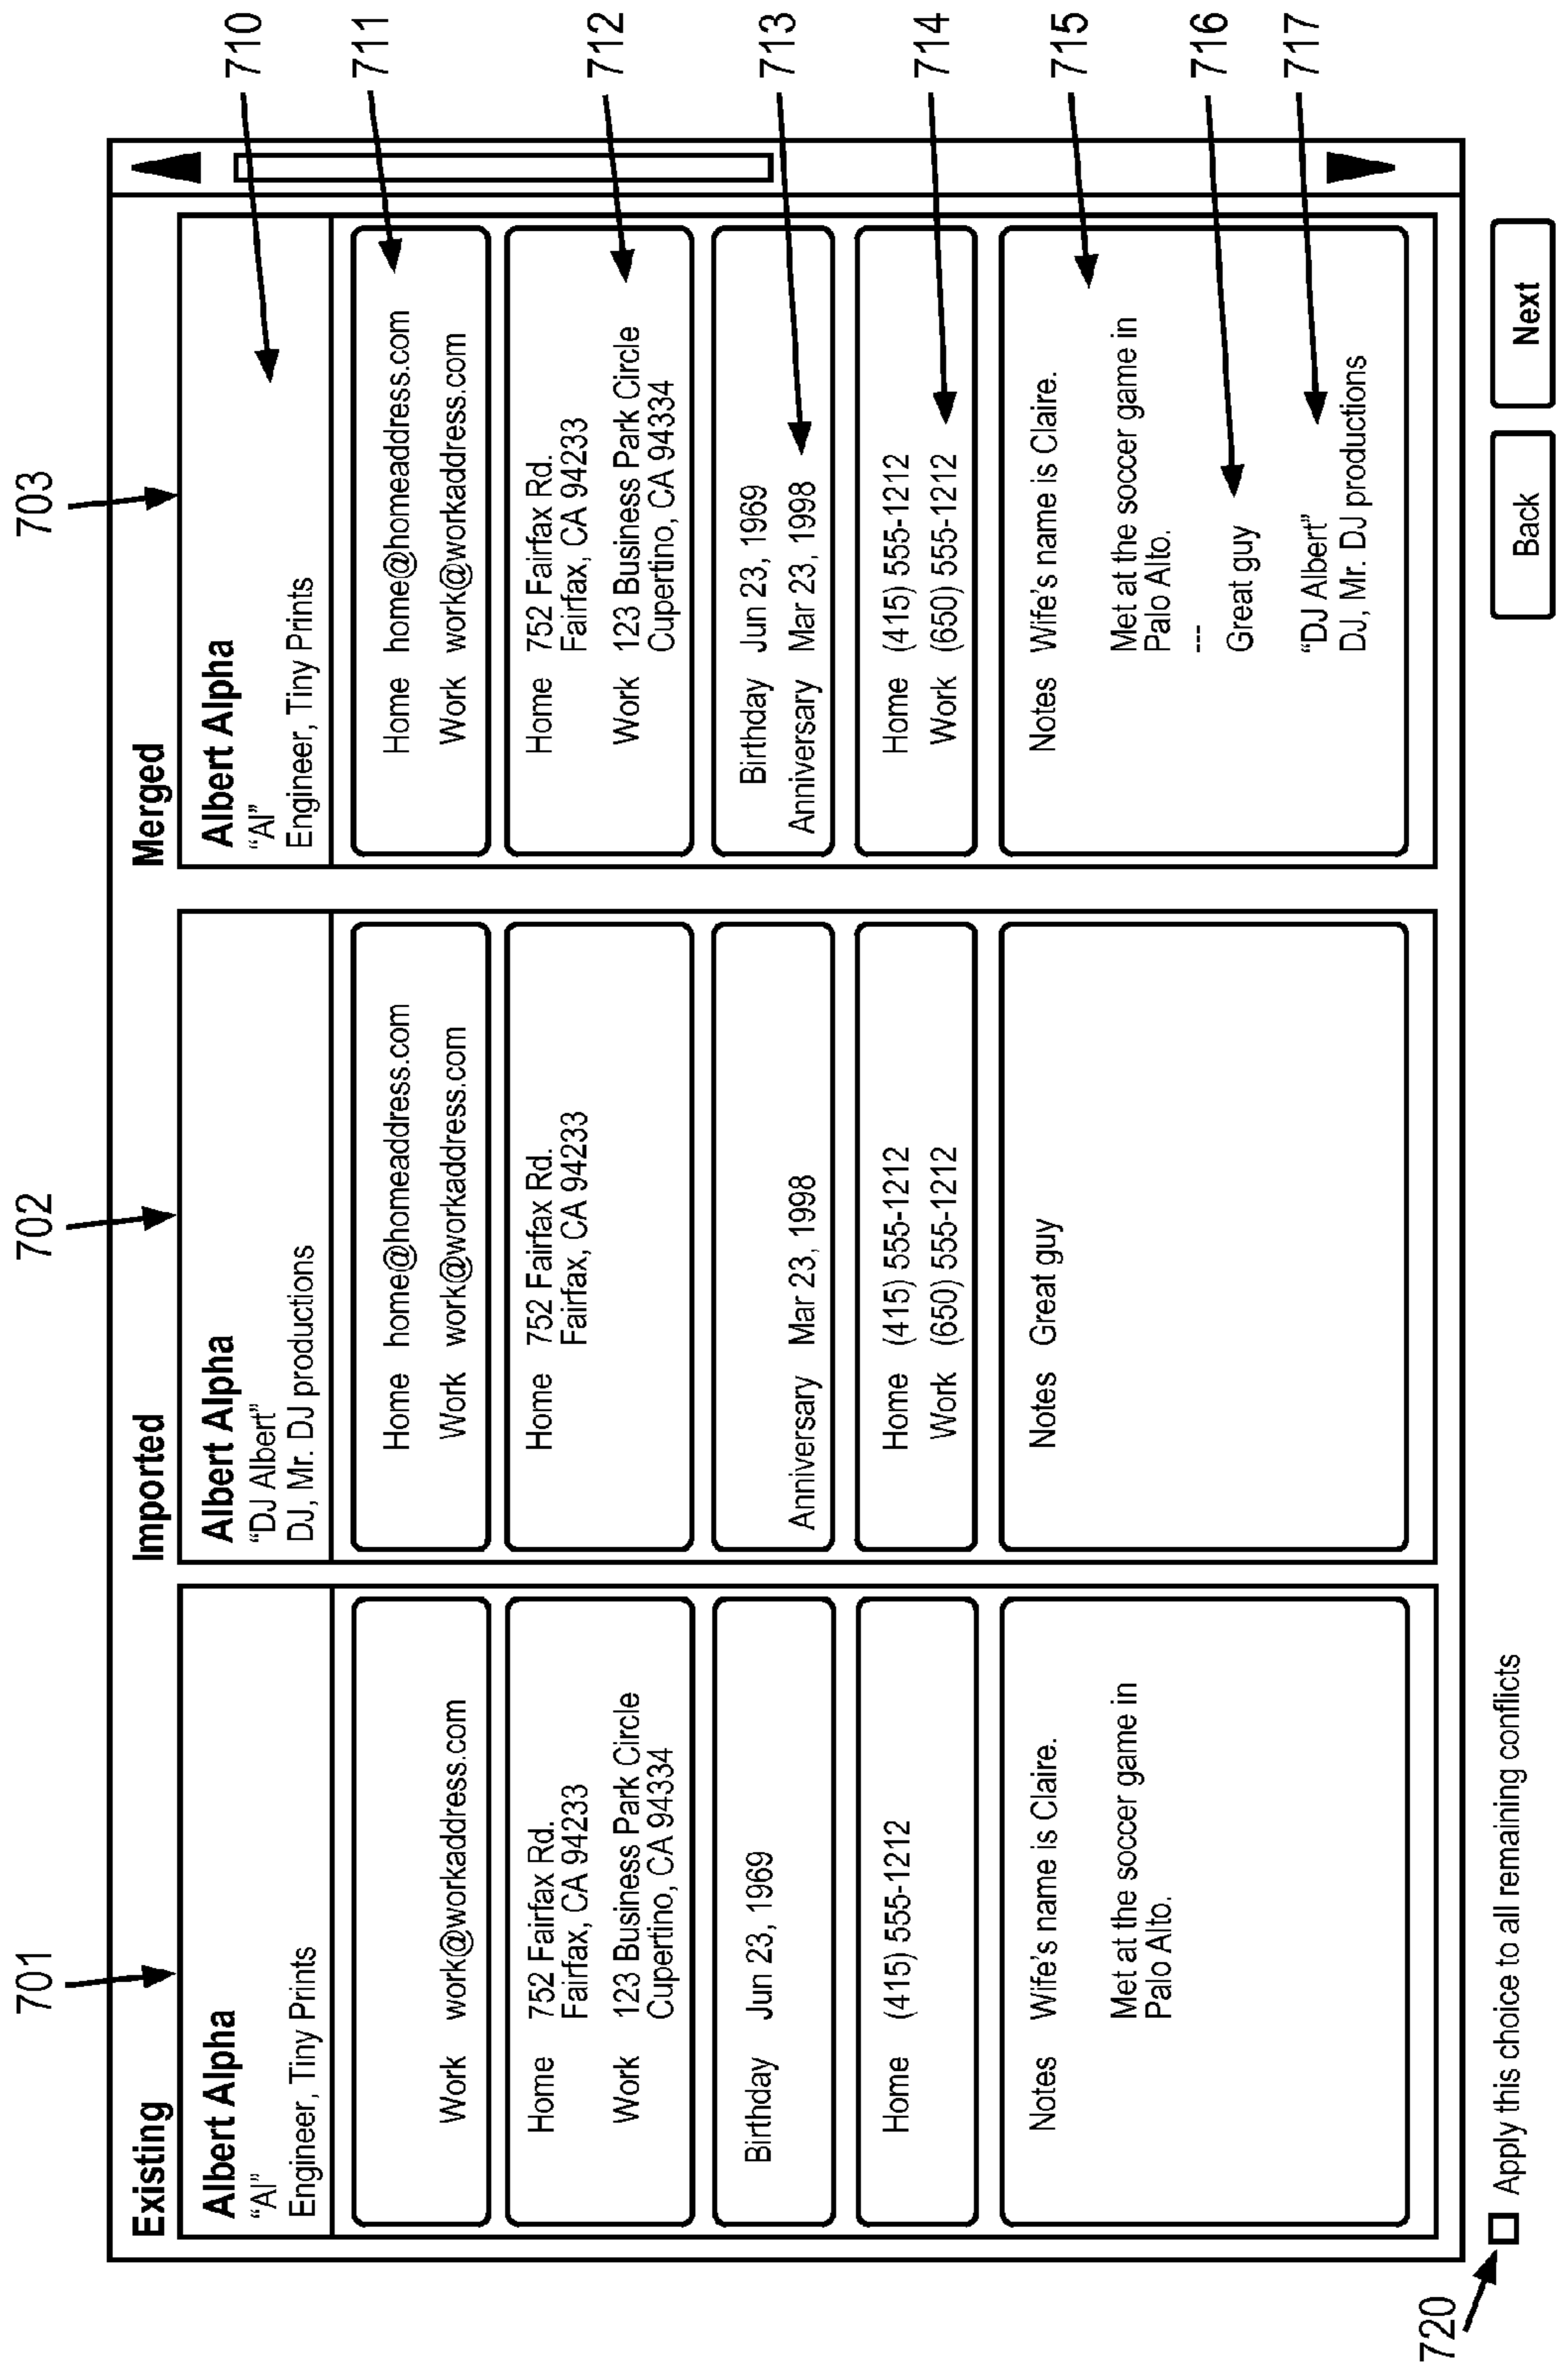 701
702
703
Existing
Albert Alpha
“Al”
Engineer, Tiny Prints
Work work@workaddress.com
Home 752 Fairfax Rd.
Fairfax, CA 94233
Work 123 Business Park Circle
Cupertino, CA 94334
Birthday Jun 23, 1969
Home (415) 555-1212
Notes Wife's name is Claire.
Met at the soccer game in
Palo Alto.
Imported
Albert Alpha
“DJ Albert”
DJ, Mr. DJ productions
Home home@homeaddress.com
Work work@workaddress.com
Home 752 Fairfax Rd.
Fairfax, CA 94233
Anniversary Mar 23, 1998
Home (415) 555-1212
Work (650) 555-1212
Notes Great guy
Merged
Albert Alpha
“Al”
Engineer, Tiny Prints
Home home@homeaddress.com
Work work@workaddress.com
Home 752 Fairfax Rd.
Fairfax, CA 94233
Work 123 Business Park Circle
Cupertino, CA 94334
Birthday Jun 23, 1969
Anniversary Mar 23, 1998
Home (415) 555-1212
Work (650) 555-1212
Notes Wife's name is Claire.
Met at the soccer game in
Palo Alto.
---
Great guy
“DJ Albert”
DJ, Mr. DJ productions
710
711
712
713
714
715
716
717
720
Apply this choice to all remaining conflicts
Back
Next